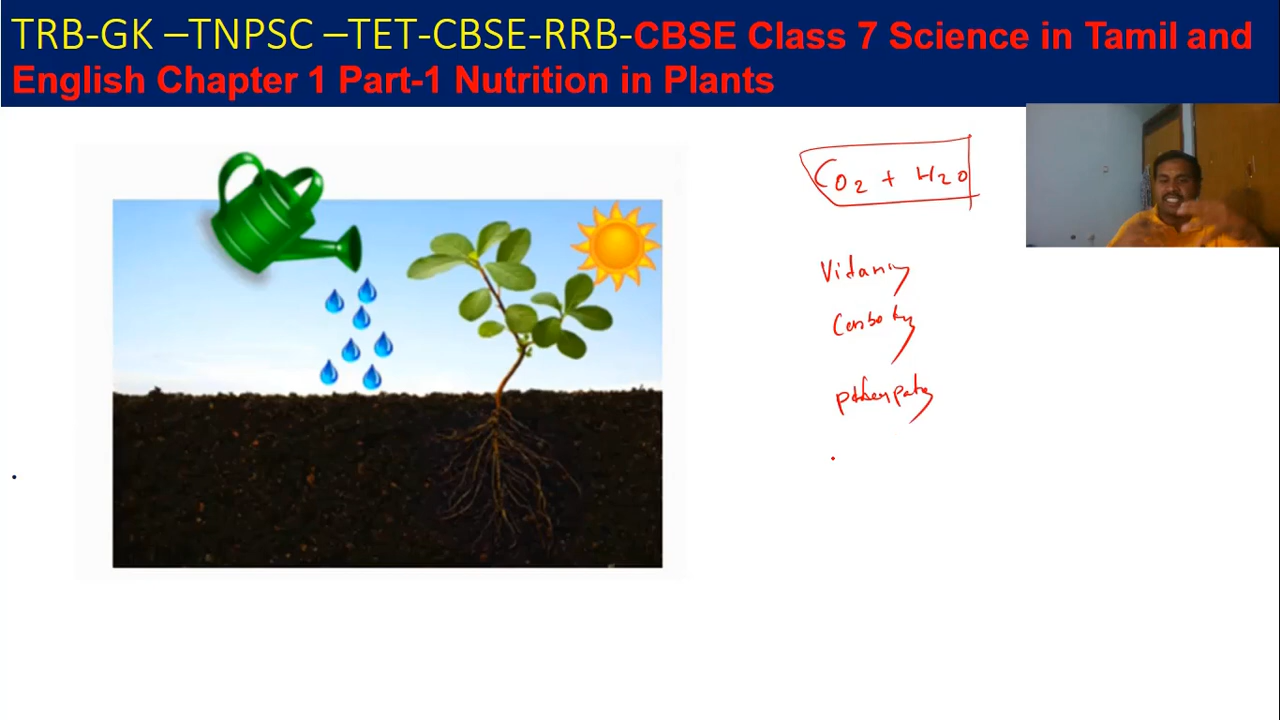 TRB-GK –TNPSC –TET-CBSE-RRB-CBSE Class 7 Science in Tamil and
English Chapter 1 Part-1 Nutrition in Plants
CO2 + H2O